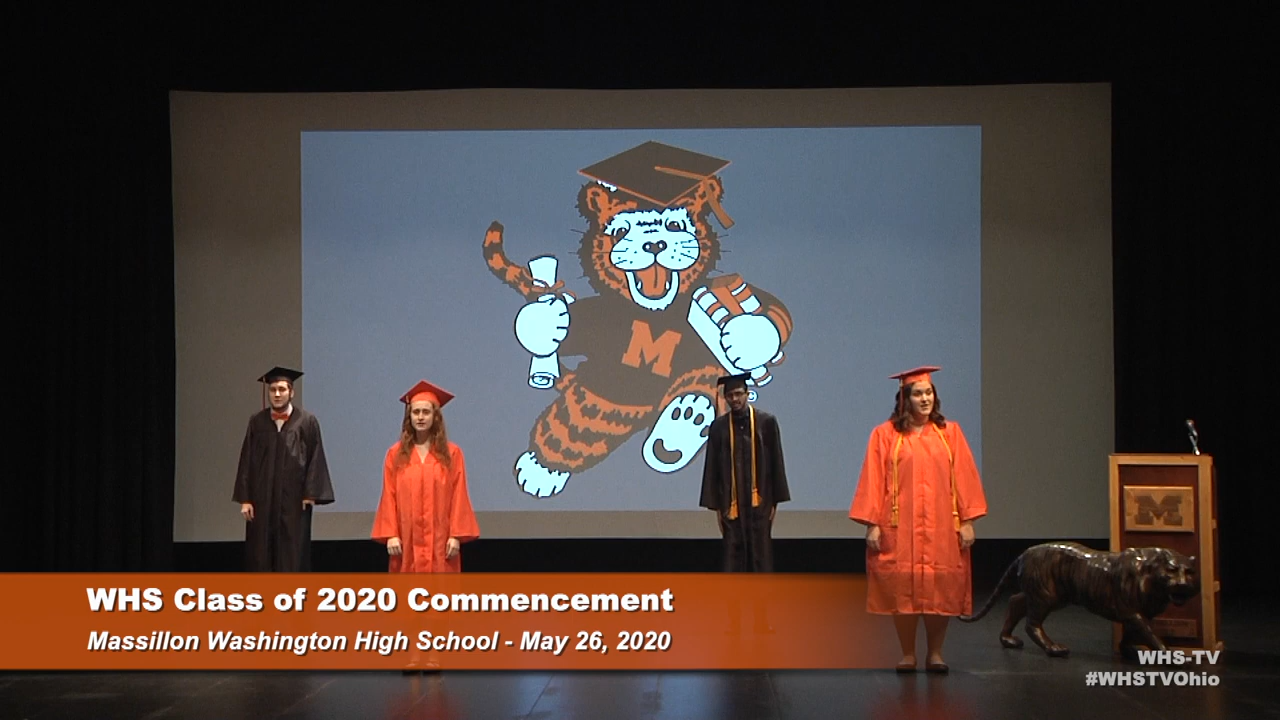 M
M
WHS Class of 2020 Commencement
Massillon Washington High School - May 26, 2020
WHS-TV
#WHSTVOhio